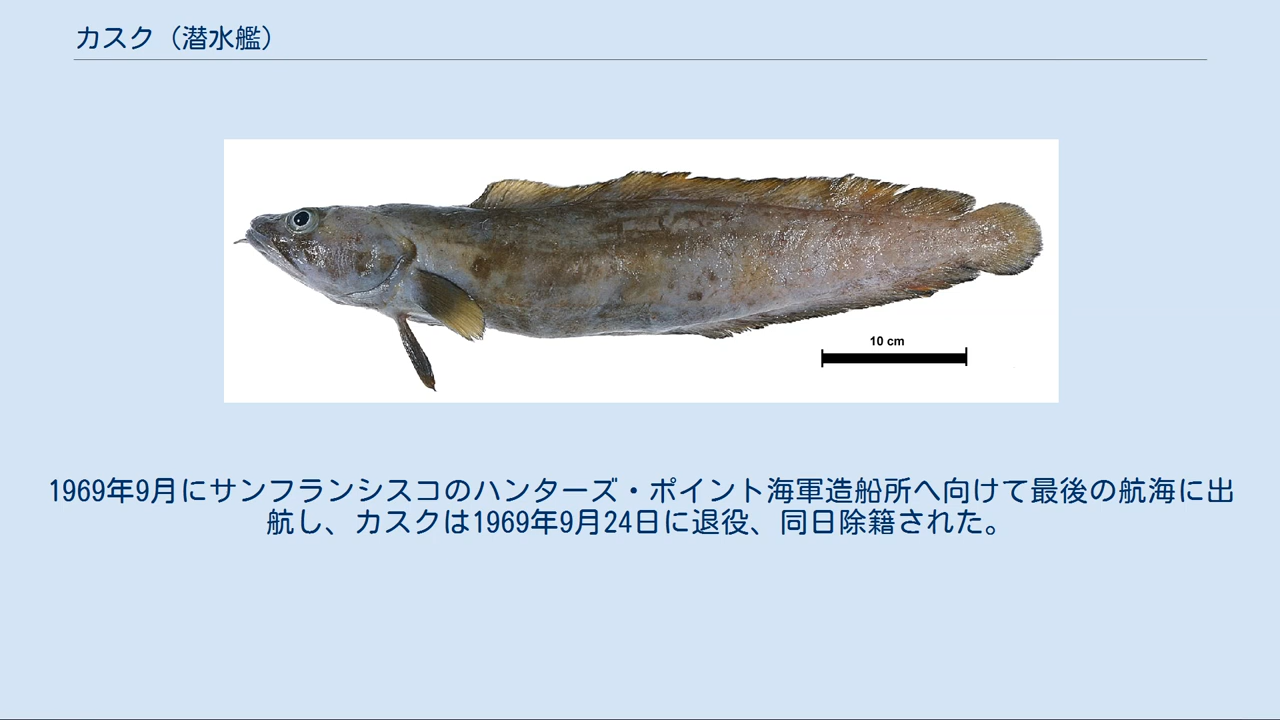 カスク（潜水艦）
10 cm
1969年9月にサンフランシスコのハンターズ・ポイント海軍造船所へ向けて最後の航海に出
航し、カスクは1969年9月24日に退役、同日除籍された。